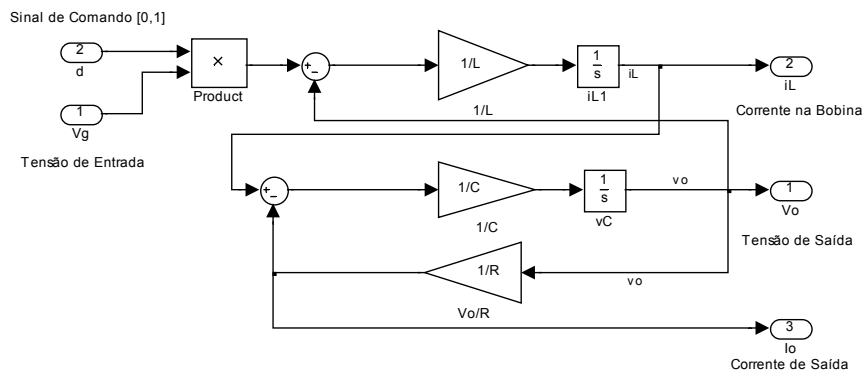 Sinal de Comando [0,1]
2
d
×
Product
1
Vg
Tensão de Entrada
+
−
1/L
1/L
1
s
iL1
iL
2
iL
Corrente na Bobina
+
−
1/C
1/C
1
s
vC
vo
1
Vo
Tensão de Saída
1/R
Vo/R
vo
3
Io
Corrente de Saída